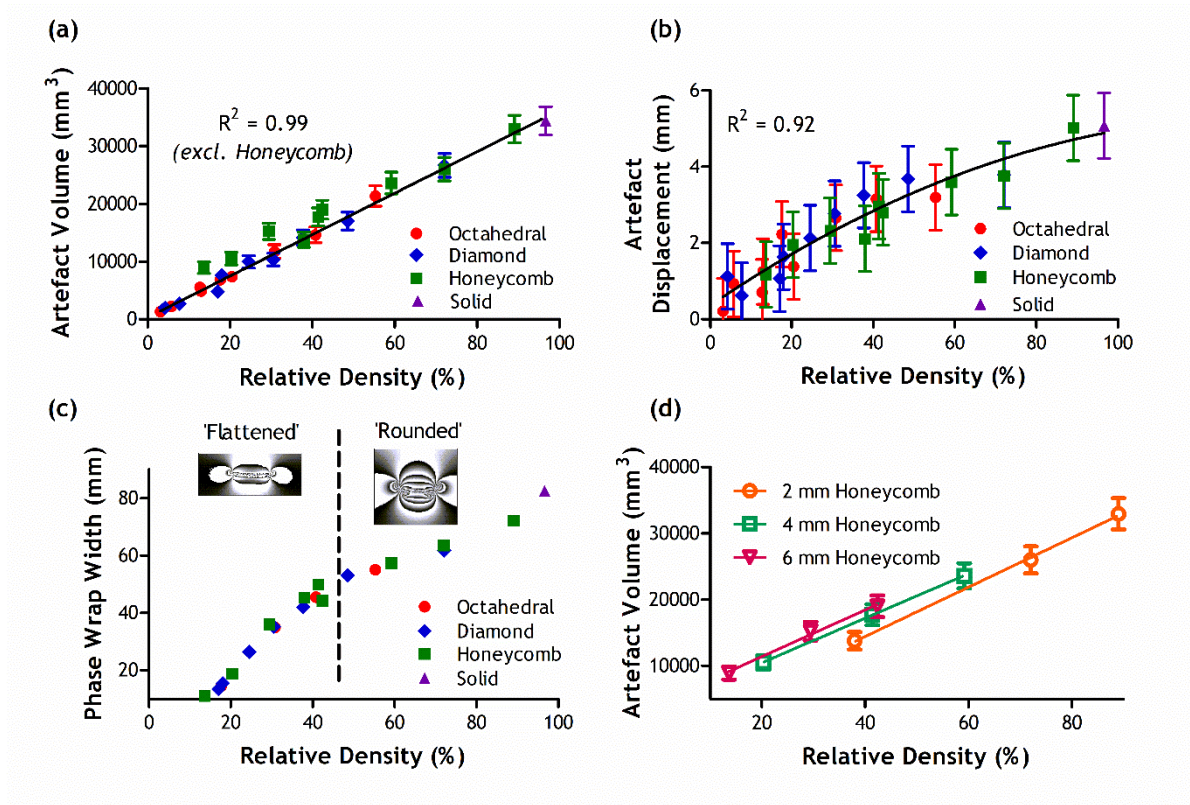 (a)
Artefact Volume (mm³)
40000
30000
20000
10000
0
R² = 0.99
(excl. Honeycomb)
Octahedral
Diamond
Honeycomb
Solid
0 20 40 60 80 100
Relative Density (%)
(b)
Artefact
Displacement (mm)
6
4
2
0
R² = 0.92
Octahedral
Diamond
Honeycomb
Solid
0 20 40 60 80 100
Relative Density (%)
(c)
Phase Wrap Width (mm)
80
60
40
20
'Flattened' 'Rounded'
Octahedral
Diamond
Honeycomb
Solid
0 20 40 60 80 100
Relative Density (%)
(d)
Artefact Volume (mm³)
40000
30000
20000
10000
2 mm Honeycomb
4 mm Honeycomb
6 mm Honeycomb
20 40 60 80
Relative Density (%)